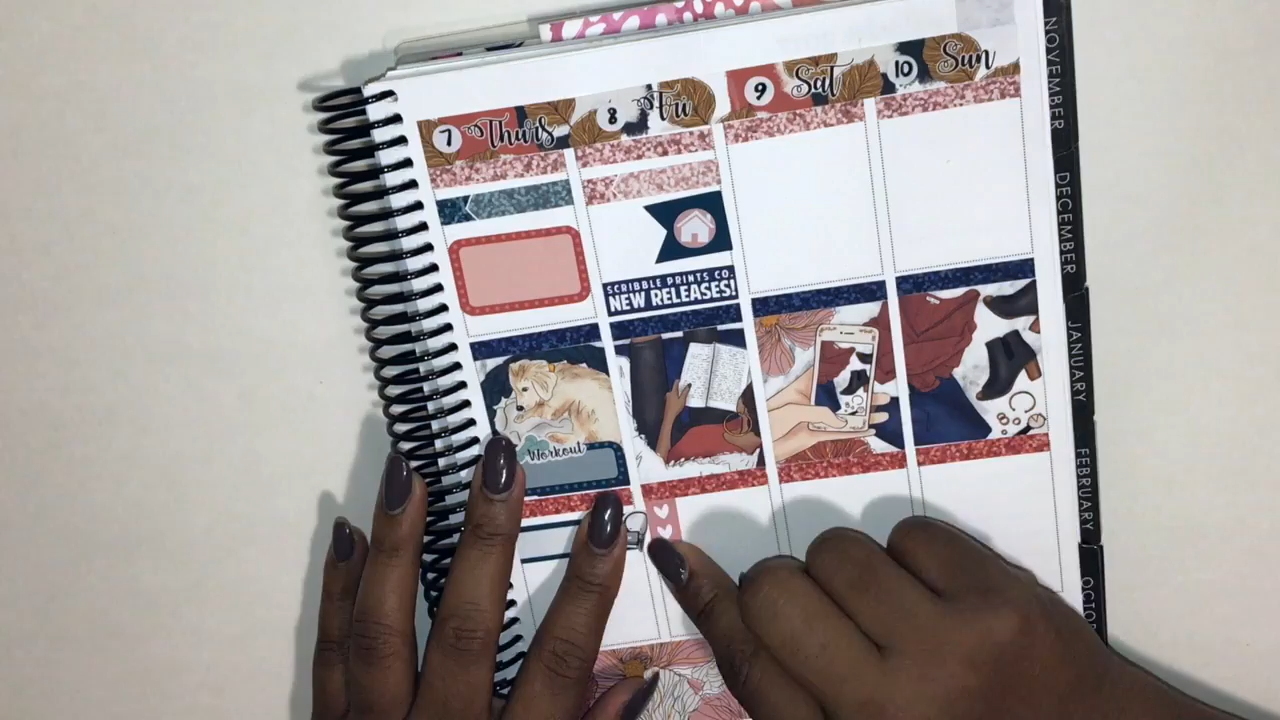 7 Thurs
8 Fri
9 Sat
10 Sun
SCRIBBLE PRINTS CO.
NEW RELEASES!
Workout
NOVEMBER
DECEMBER
JANUARY
FEBRUARY